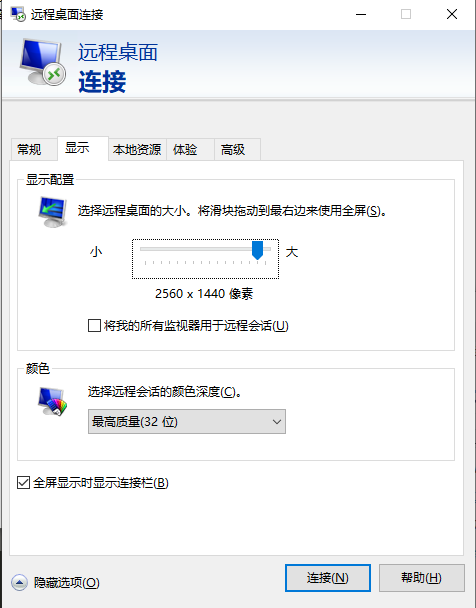 远程桌面连接
远程桌面
连接
常规 显示 本地资源 体验 高级
显示配置
选择远程桌面的大小。将滑块拖动到最右边来使用全屏(S)。
小 大
2560 x 1440 像素
将我的所有监视器用于远程会话(U)
颜色
选择远程会话的颜色深度(C)。
最高质量(32 位)
全屏显示时显示连接栏(B)
隐藏选项(O) 连接(N) 帮助(H)